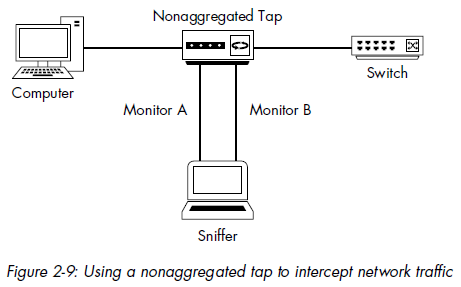 Nonaggregated Tap
Computer
Switch
Monitor A
Monitor B
Sniffer
Figure 2-9: Using a nonaggregated tap to intercept network traffic